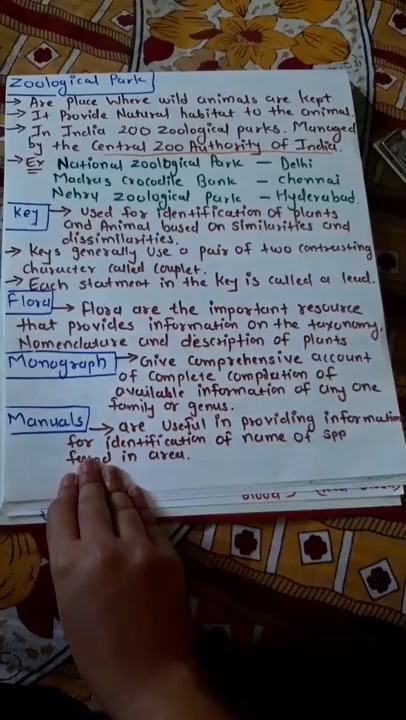 Zoological Park
→ Are Place Where wild animals are kept
→ It Provide Natural habitat to the animal.
→ In India 200 Zoological parks. Managed
by the Central Zoo Authority of India.
→ Ex National Zoological Park – Delhi
Madras Crocodile Bank – Chennai
Nehry Zoological Park – Hyderabad.
Key → Used for identification of plants
and Animal based on similarities and
dissimilarities.
→ Keys generally Use a pair of two contrasting
character called couplet.
→ Each statment in the Key is called a lead.
Flora → Flora are the important resource
that provides information on the taxonomy,
Nomenclature and description of plants
Monograph → Give comprehensive account
of complete compilation of
available information of any one
family or genus.
Manuals → are Useful in providing information
for identification of name of spp
found in area.